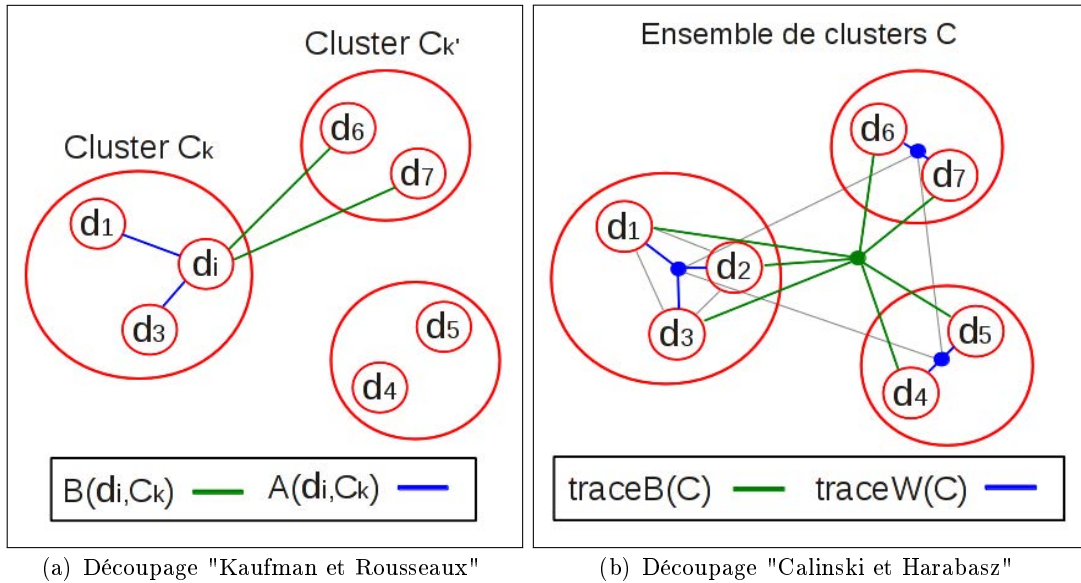 Cluster Ck'
d6
Cluster Ck
d7
d1
di
d3
d5
d4
B(di,Ck) A(di,Ck)
Ensemble de clusters C
d6
d7
d1
d2
d3
d5
d4
traceB(C) traceW(C)
(a) Découpage "Kaufman et Rousseaux"
(b) Découpage "Calinski et Harabasz"